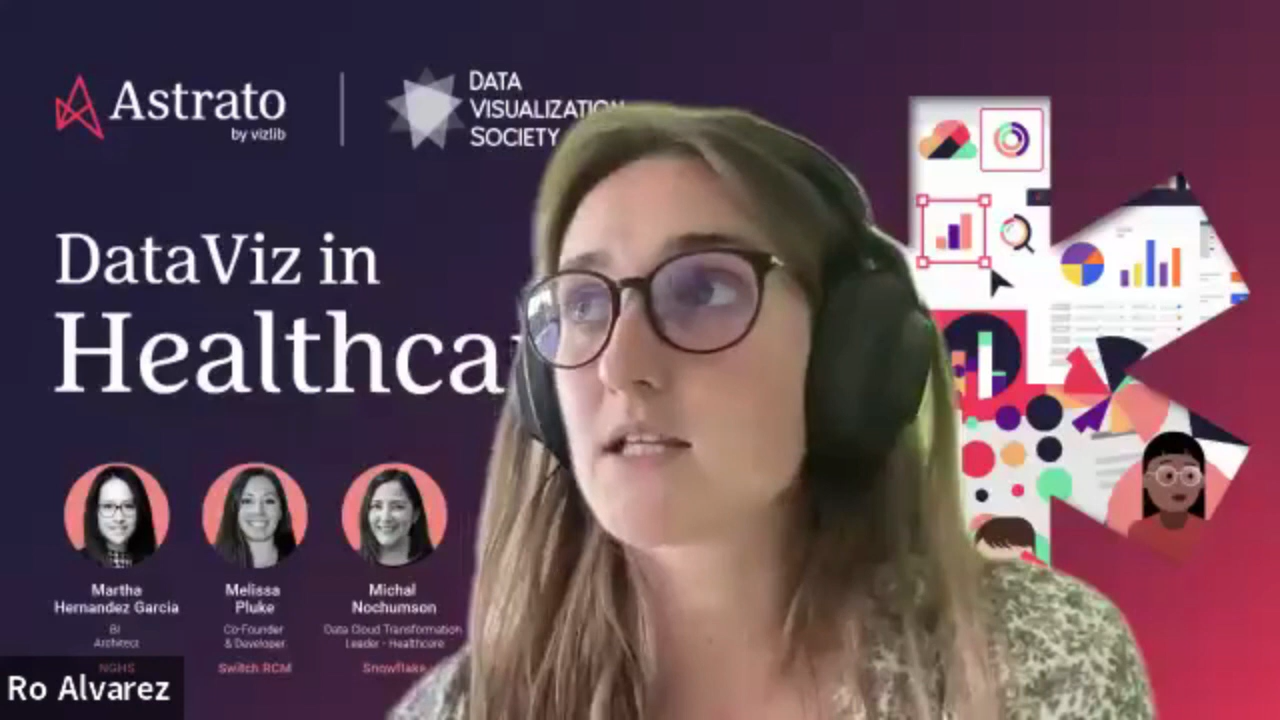 Astrato
by vizlib
DATA
VISUALIZATION
SOCIETY
DataViz in
Healthca
Martha
Hernandez Garcia
BI
Architect
NGHS
Melissa
Pluke
Co-Founder
& Developer
Switch RCM
Michal
Nochumson
Data Cloud Transformation
Leader - Healthcare
Snowflake
Ro Alvarez